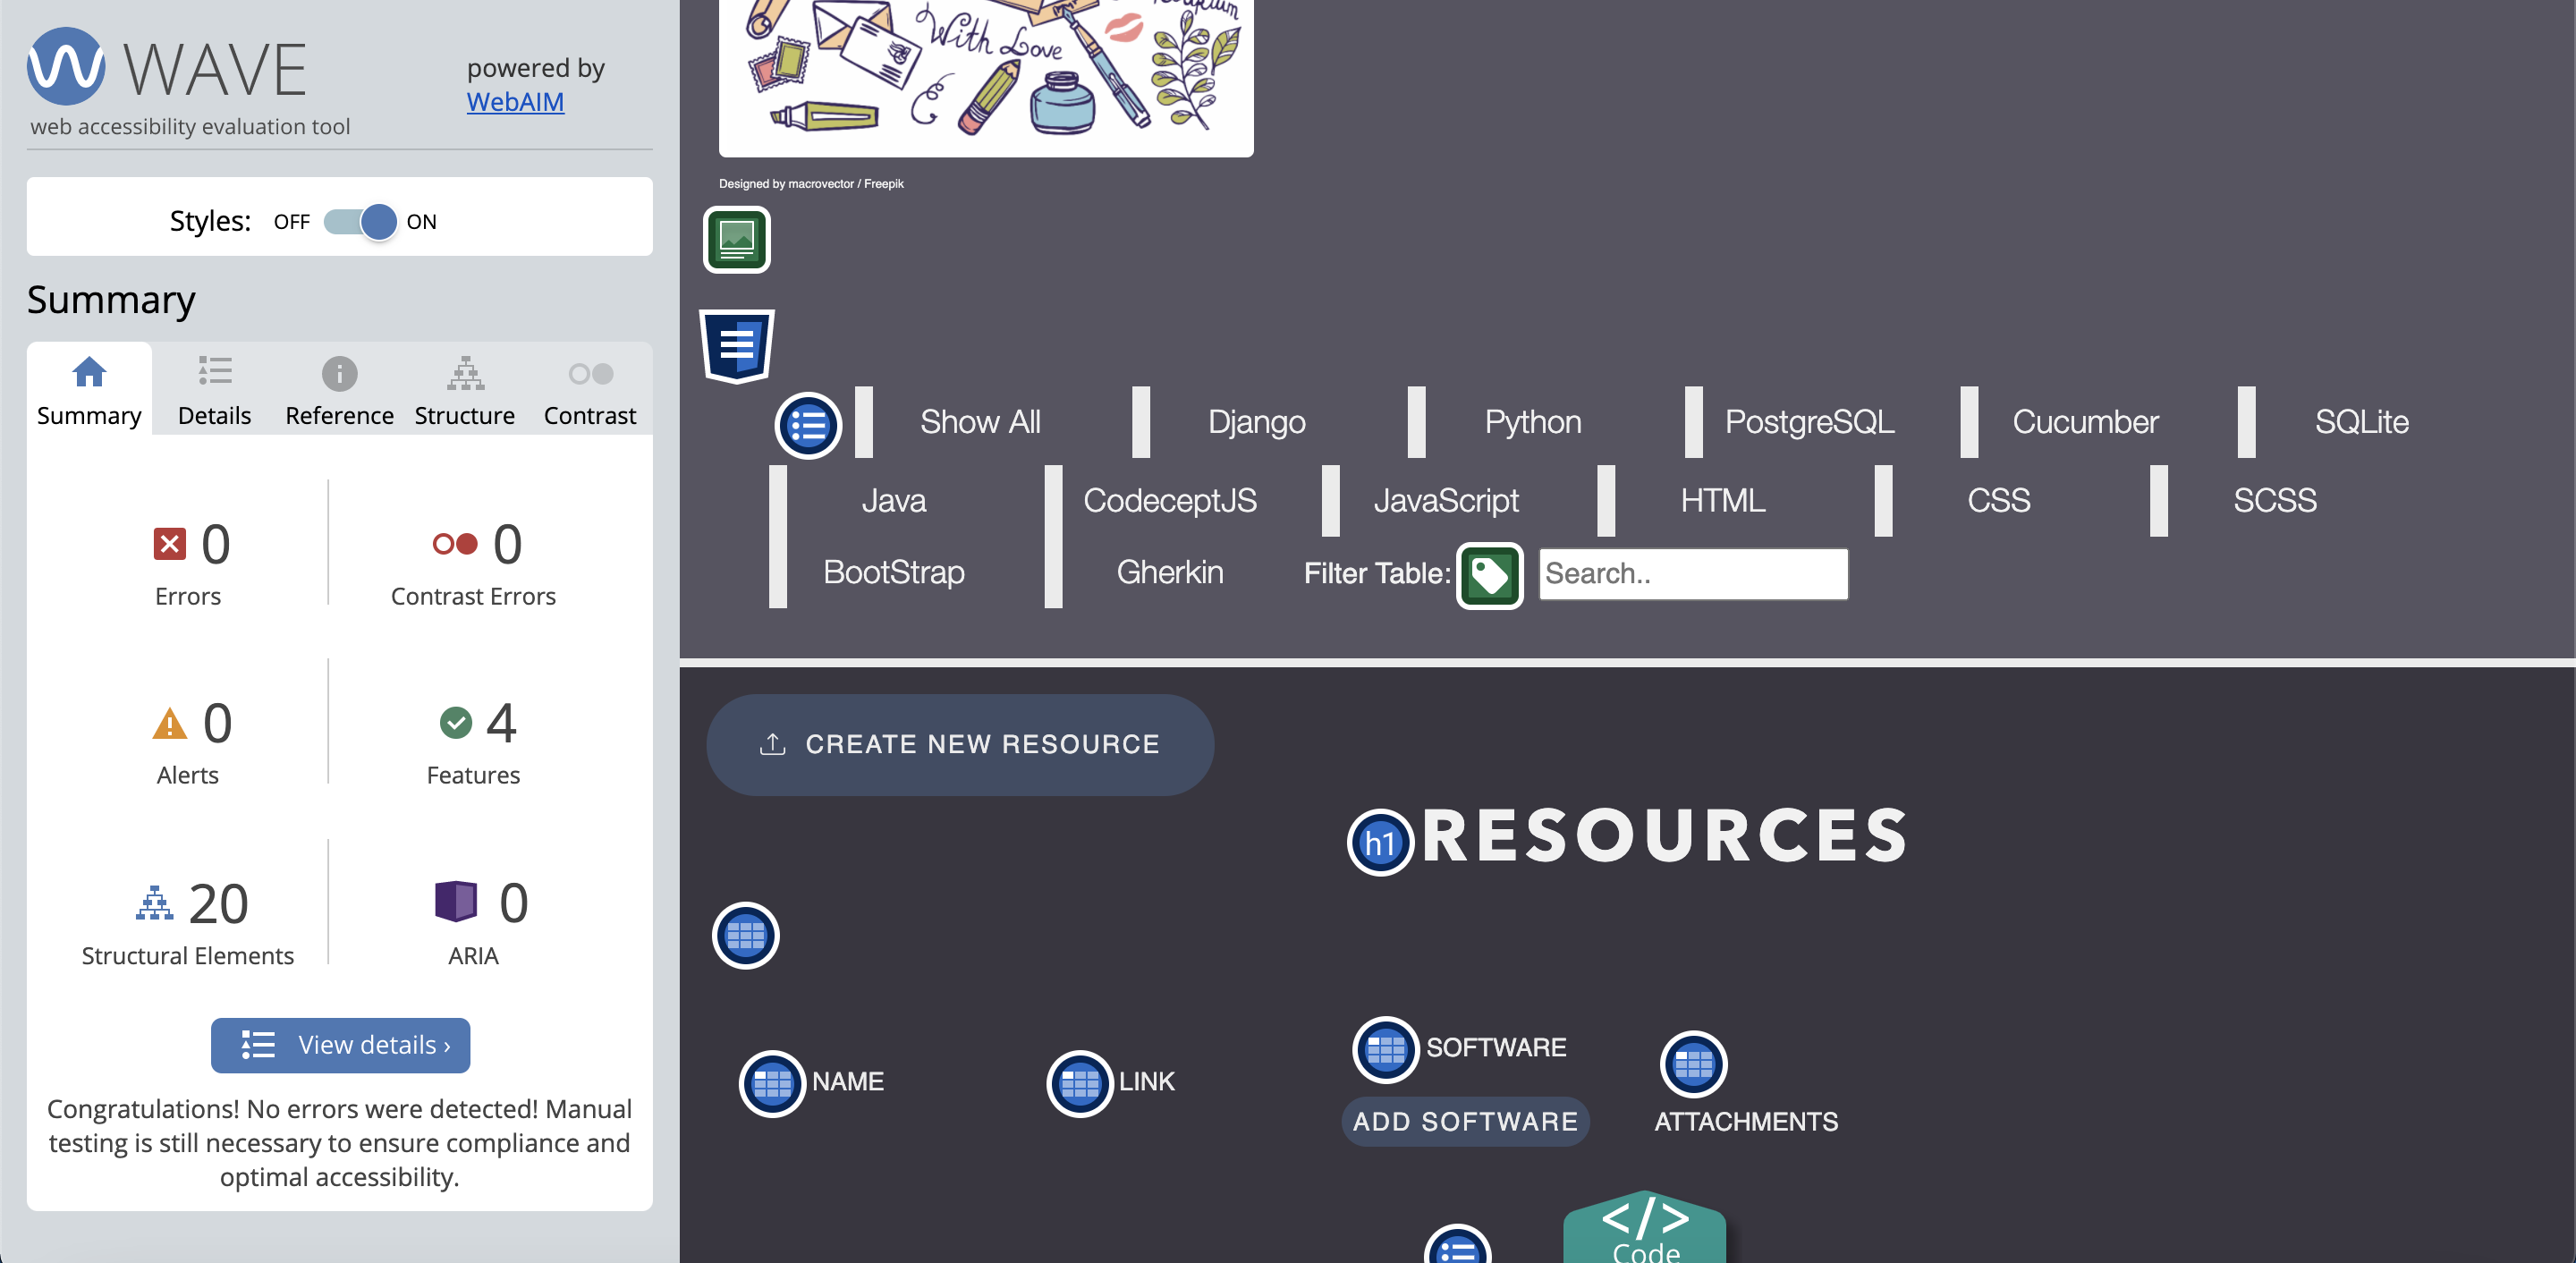 WAVE
powered by
WebAIM
web accessibility evaluation tool
Styles: OFF ON
Summary
Summary Details Reference Structure Contrast
0 0
Errors Contrast Errors
0 4
Alerts Features
20 0
Structural Elements ARIA
View details ›
Congratulations! No errors were detected! Manual
testing is still necessary to ensure compliance and
optimal accessibility.
With Love
Designed by macrovector / Freepik
Show All Django Python PostgreSQL Cucumber SQLite
Java CodeceptJS JavaScript HTML CSS SCSS
BootStrap Gherkin Filter Table: Search..
CREATE NEW RESOURCE
h1 RESOURCES
NAME LINK SOFTWARE
ADD SOFTWARE ATTACHMENTS
</>
Code